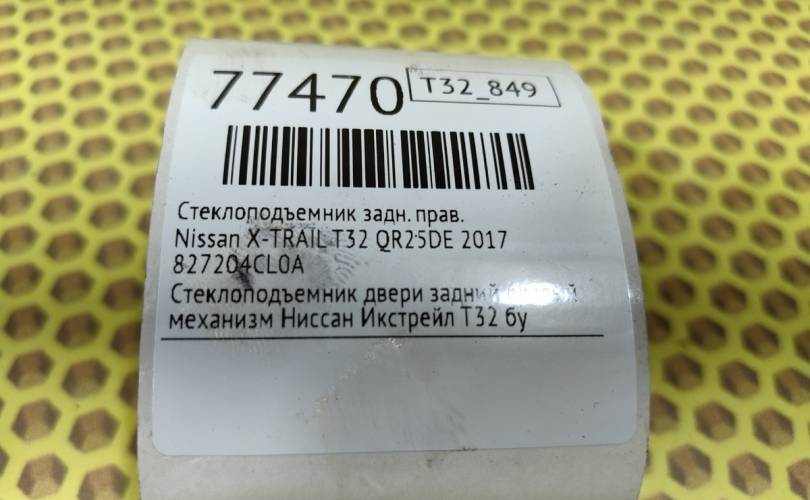 77470
T32_849
Стеклоподъемник задн. прав.
Nissan X-TRAIL T32 QR25DE 2017
827204CL0A
Стеклоподъемник двери задний
механизм Ниссан Икстрейл Т32 бу